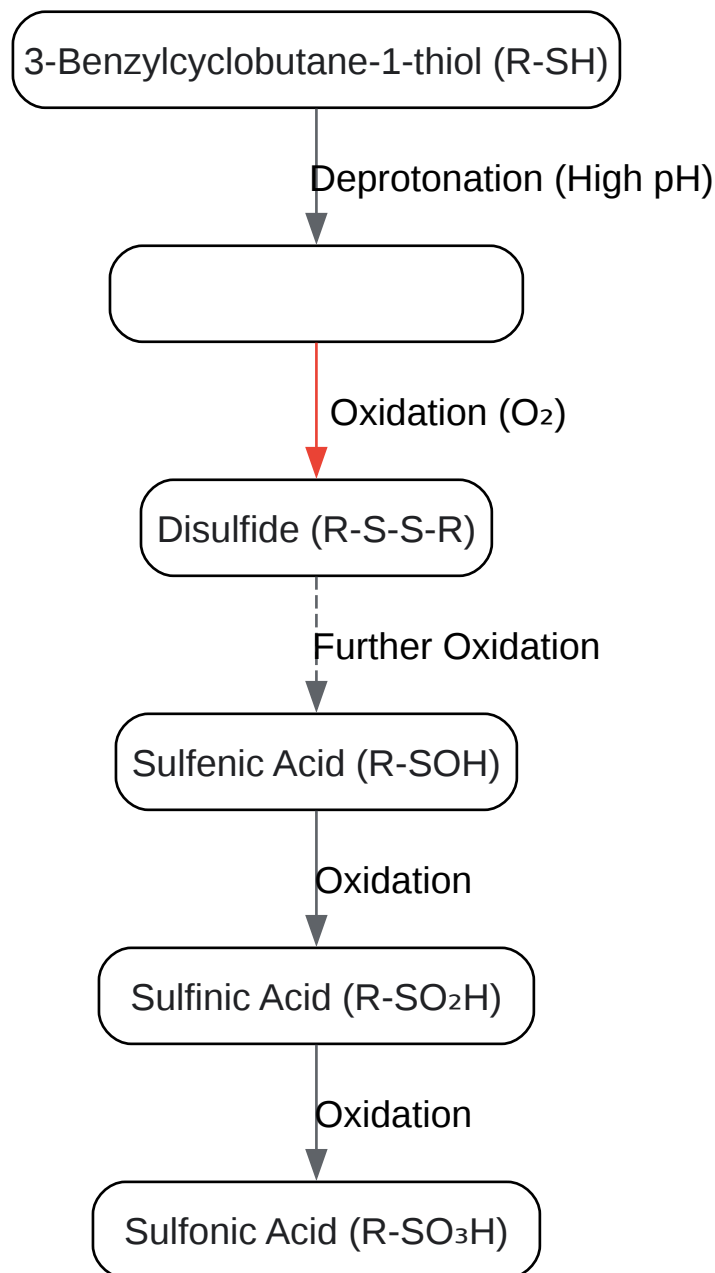 3-Benzylcyclobutane-1-thiol (R-SH)
Deprotonation (High pH)
Oxidation (O₂)
Disulfide (R-S-S-R)
Further Oxidation
Sulfenic Acid (R-SOH)
Oxidation
Sulfinic Acid (R-SO₂H)
Oxidation
Sulfonic Acid (R-SO₃H)